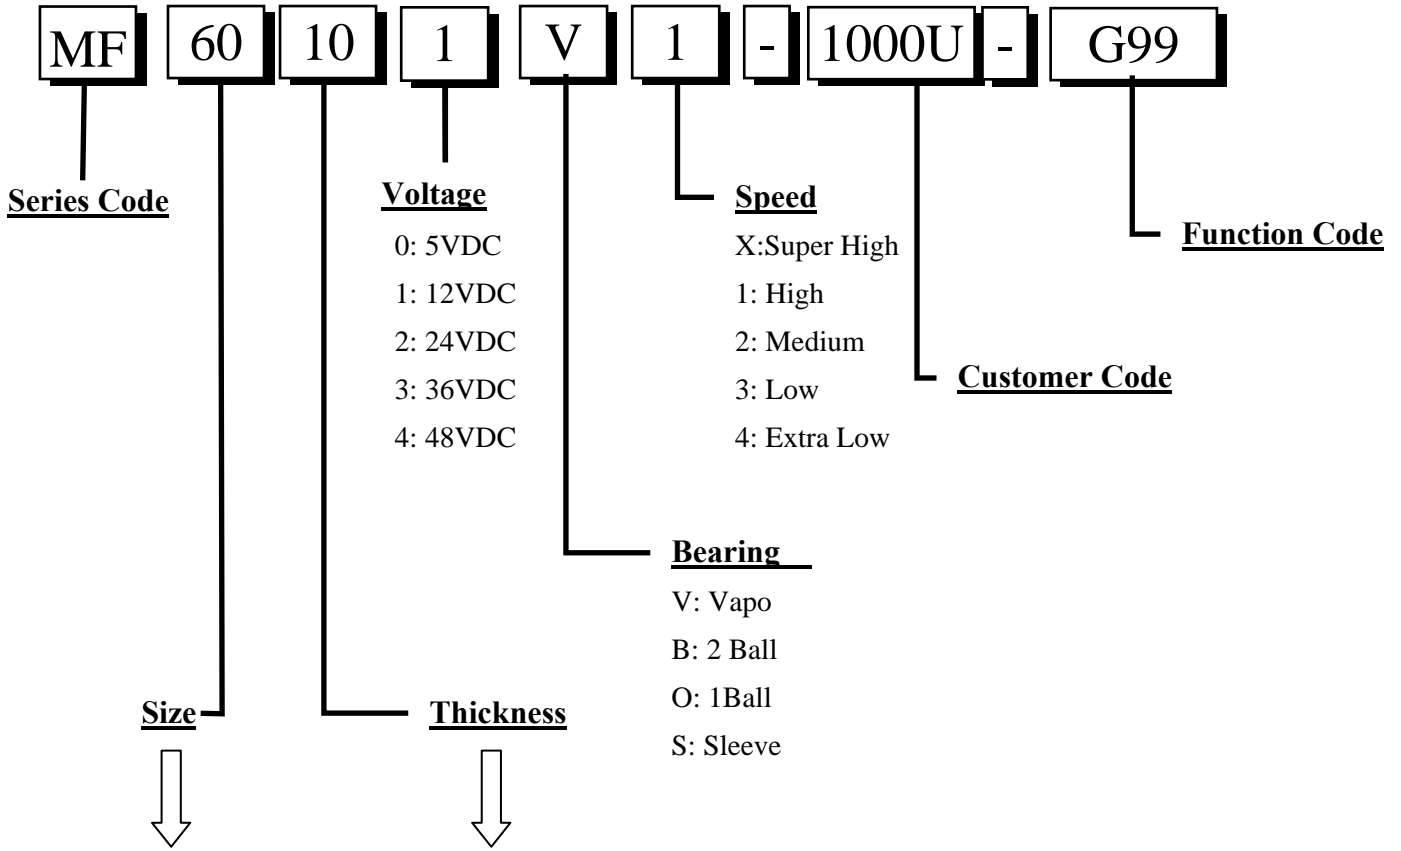 MF 60 10 1 V 1 - 1000U - G99
Series Code
Voltage
0: 5VDC
1: 12VDC
2: 24VDC
3: 36VDC
4: 48VDC
Speed
X:Super High
1: High
2: Medium
3: Low
4: Extra Low
Function Code
Customer Code
Bearing
V: Vapo
B: 2 Ball
O: 1Ball
S: Sleeve
Size
Thickness